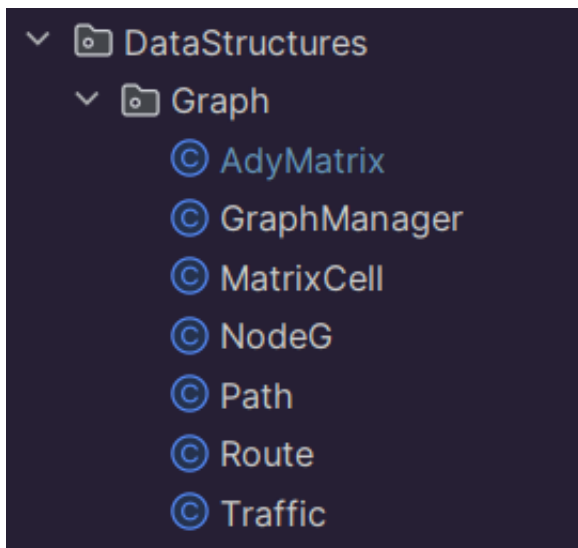 DataStructures
Graph
© AdyMatrix
© GraphManager
© MatrixCell
© NodeG
© Path
© Route
© Traffic